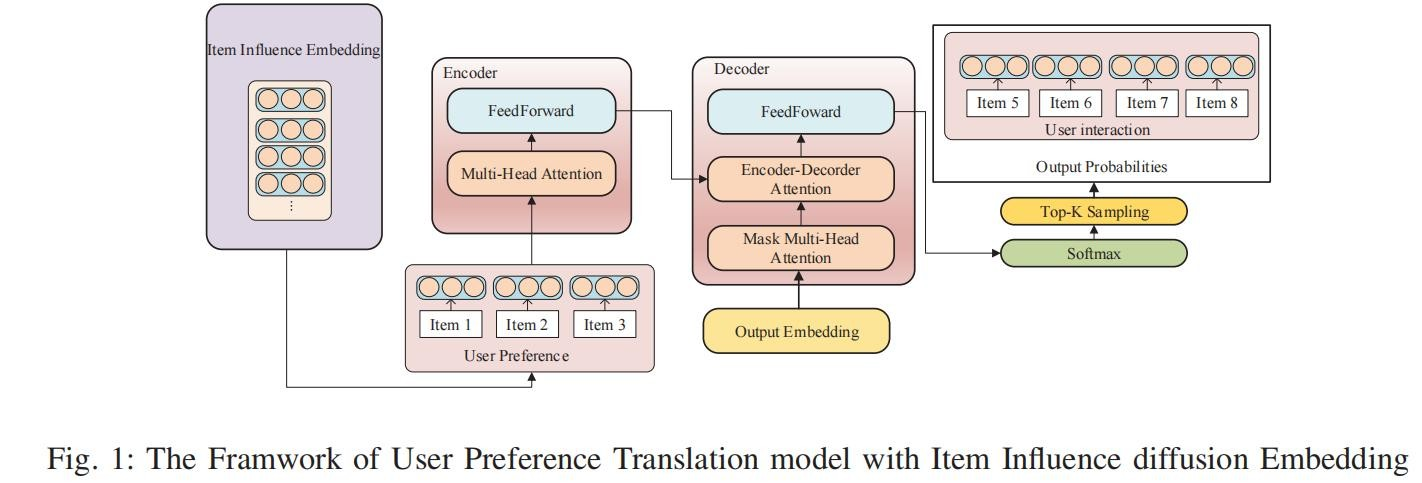 Item Influence Embedding
⋮
Encoder
FeedForward
Multi-Head Attention
Item 1
Item 2
Item 3
User Preference
Decoder
FeedFoward
Encoder-Decorder
Attention
Mask Multi-Head
Attention
Output Embedding
Item 5
Item 6
Item 7
Item 8
User interaction
Output Probabilities
Top-K Sampling
Softmax
Fig. 1: The Framwork of User Preference Translation model with Item Influence diffusion Embedding